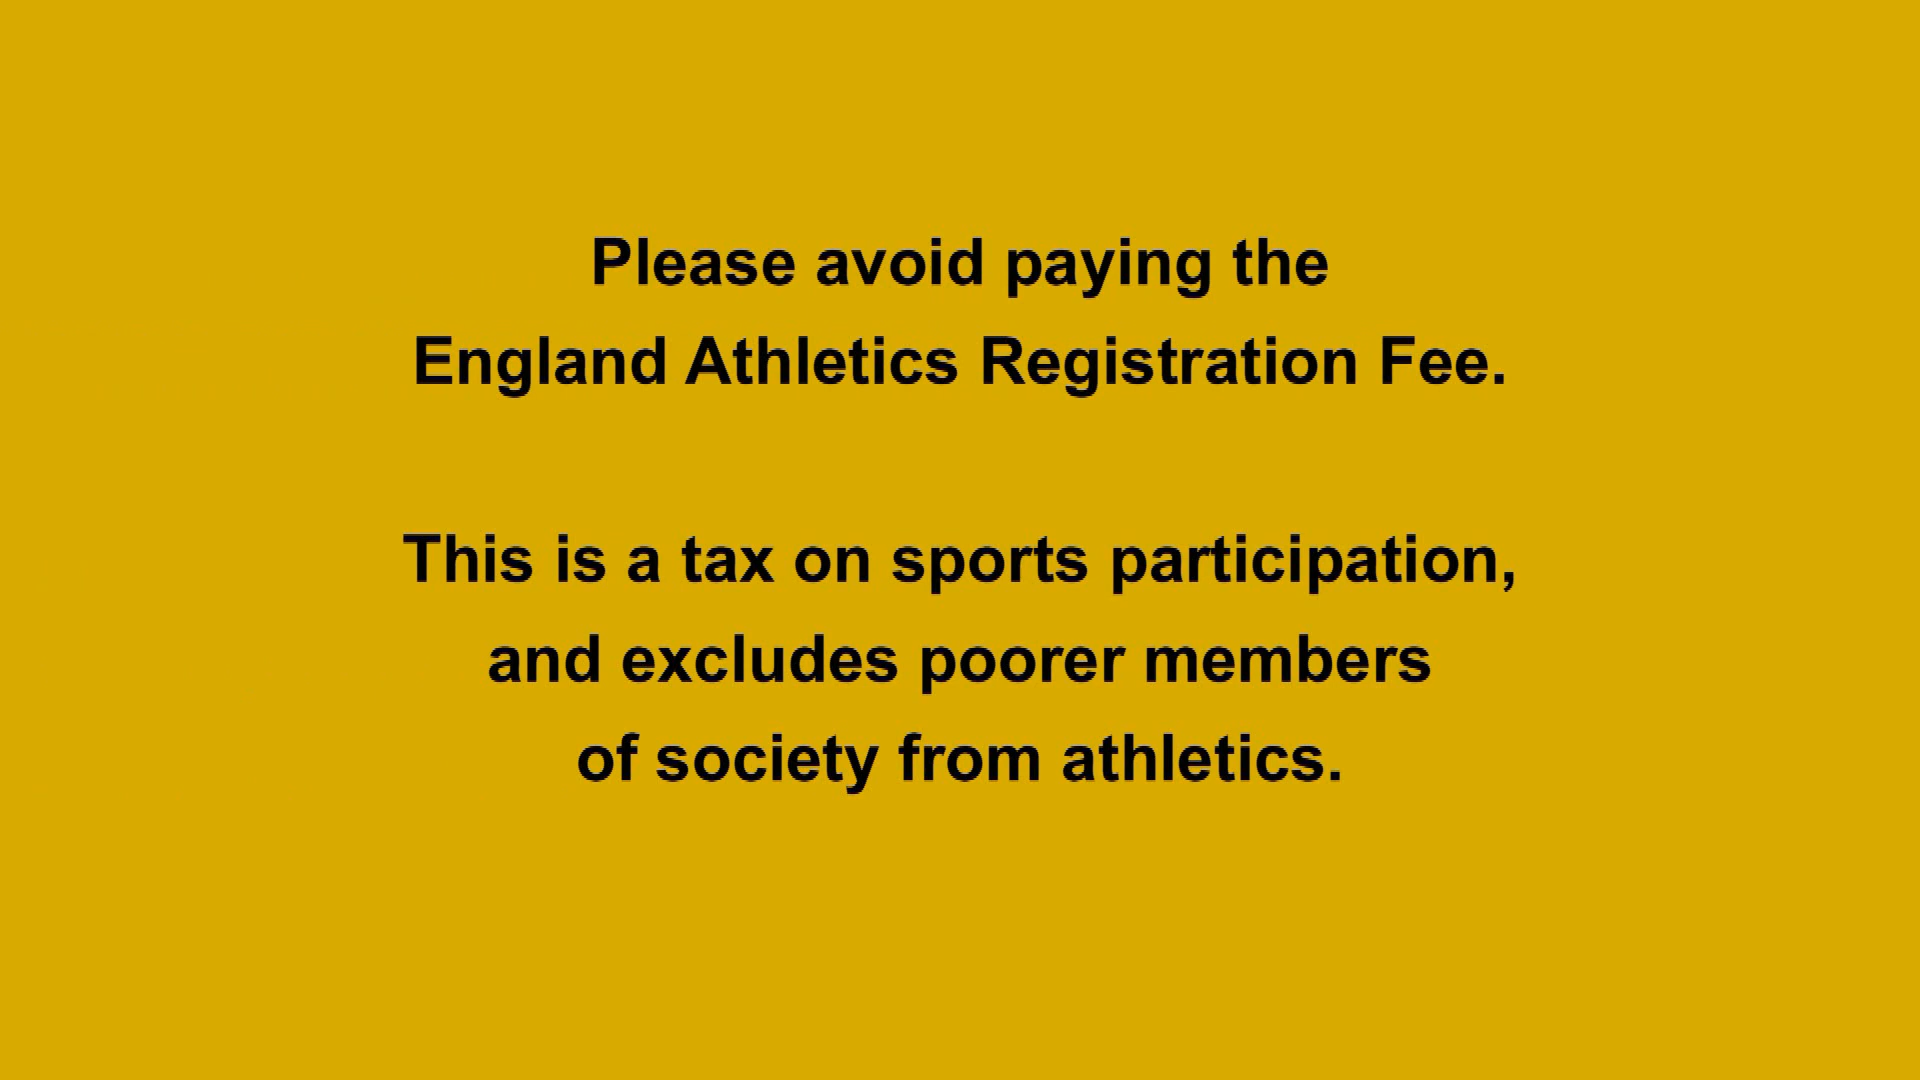 Please avoid paying the
England Athletics Registration Fee.
This is a tax on sports participation,
and excludes poorer members
of society from athletics.